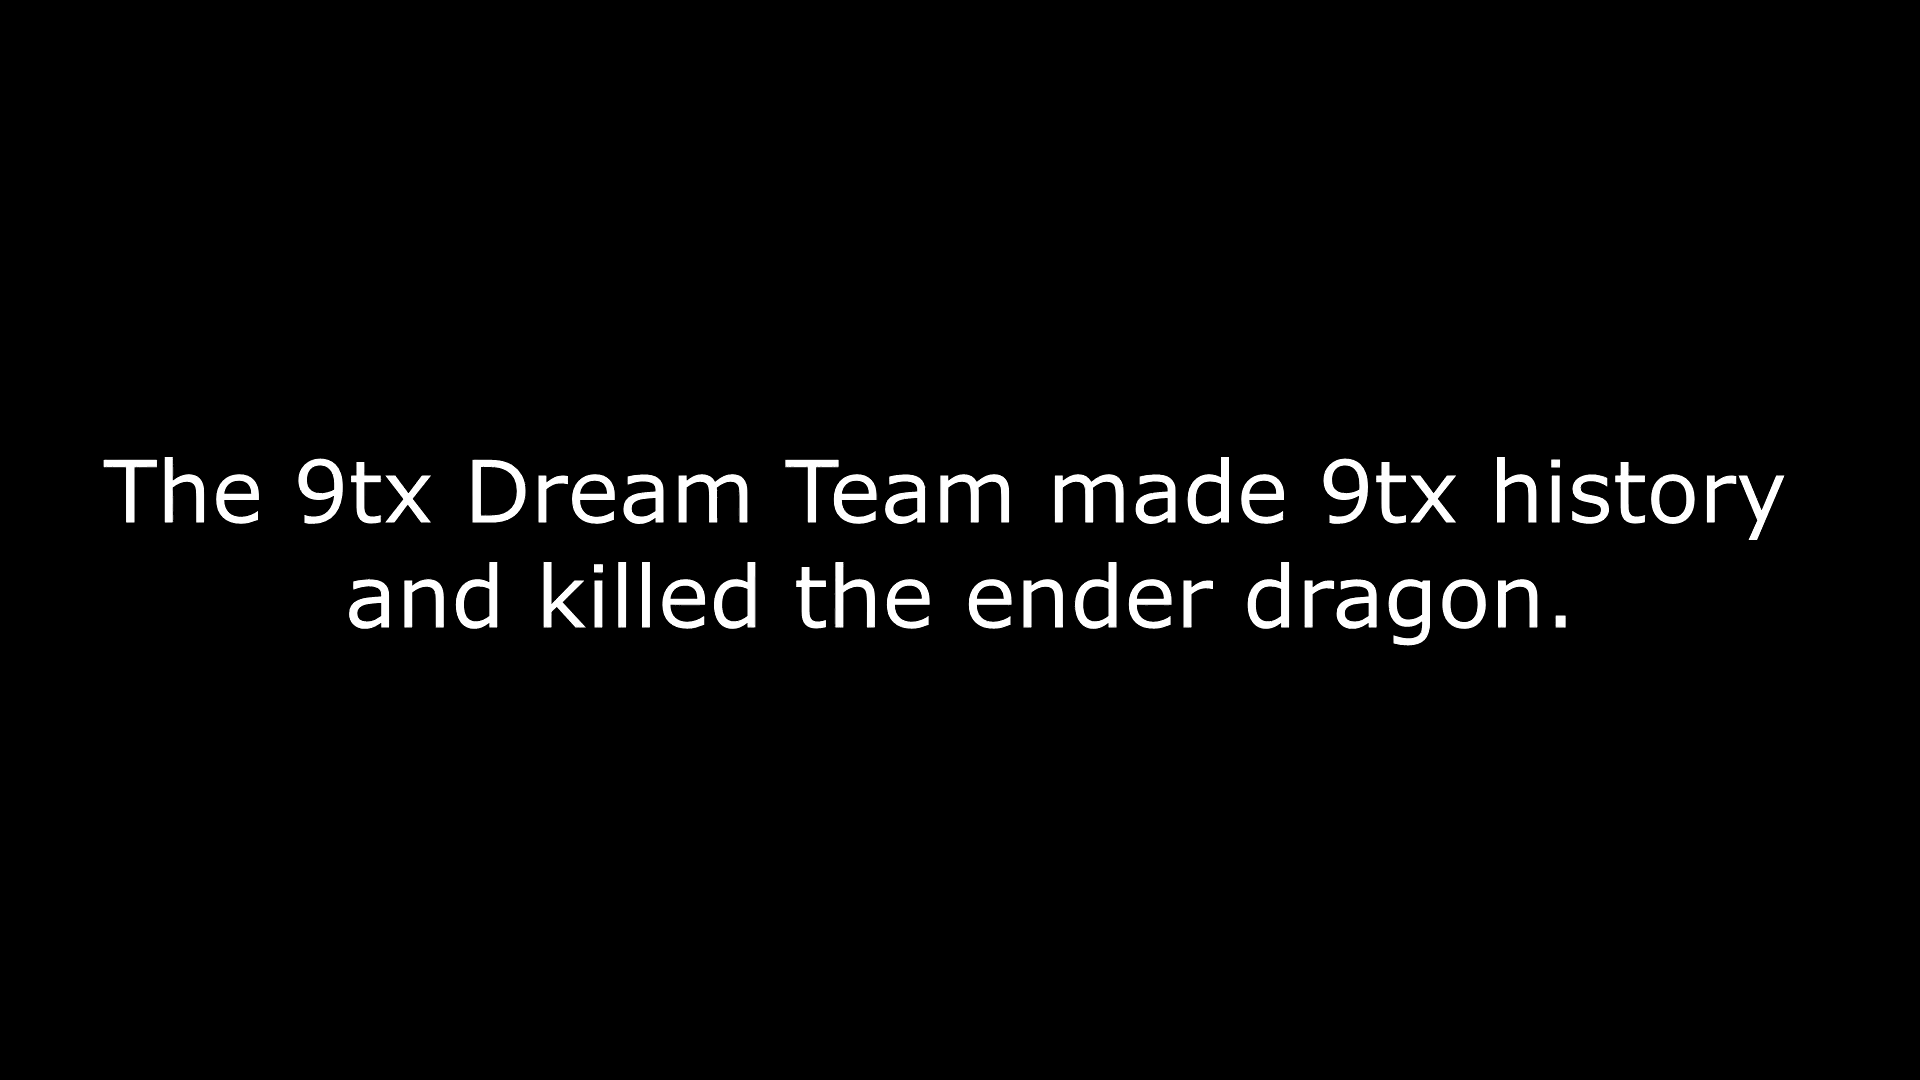 The 9tx Dream Team made 9tx history
and killed the ender dragon.